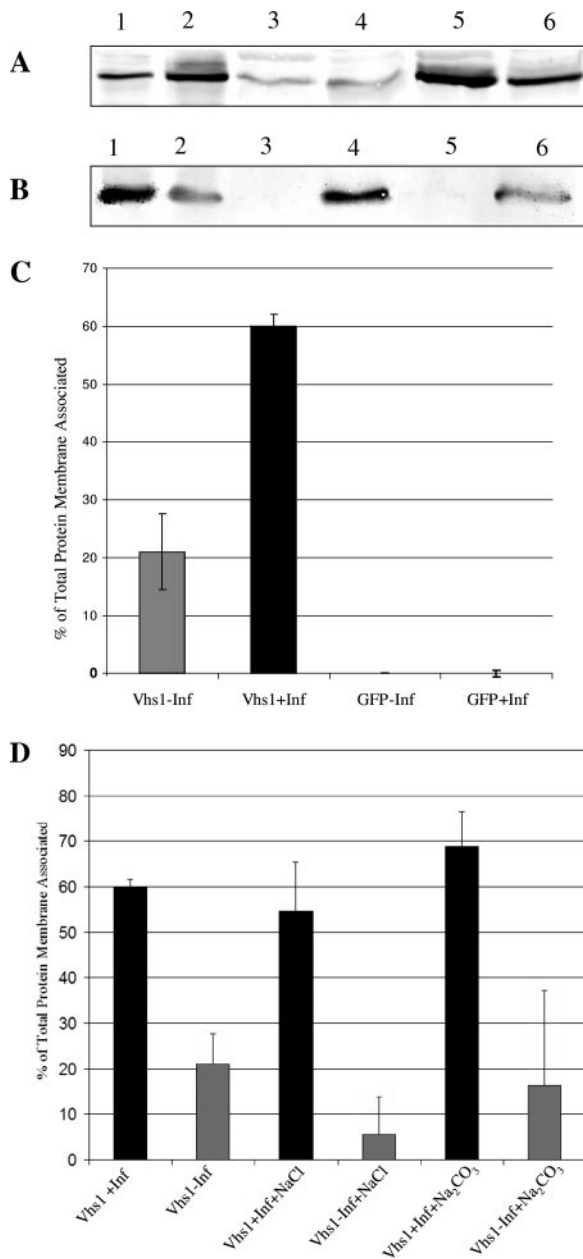 1 2 3 4 5 6
A
1 2 3 4 5 6
B
C
70
60
50
40
30
20
10
0
% of Total Protein Membrane Associated
Vhs1-Inf Vhs1+Inf GFP-Inf GFP+Inf
D
90
80
70
60
50
40
30
20
10
0
% of Total Protein Membrane Associated
Vhs1 +Inf
Vhs1-Inf
Vhs1+Inf+NaCl
Vhs1-Inf+NaCl
Vhs1+Inf+Na₂CO₃
Vhs1-Inf+Na₂CO₃